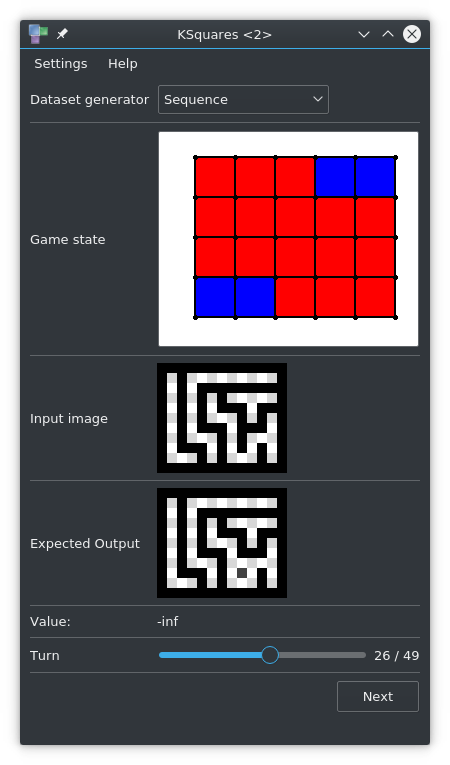 KSquares <2>
Settings Help
Dataset generator Sequence
Game state
Input image
Expected Output
Value: -inf
Turn 26 / 49
Next